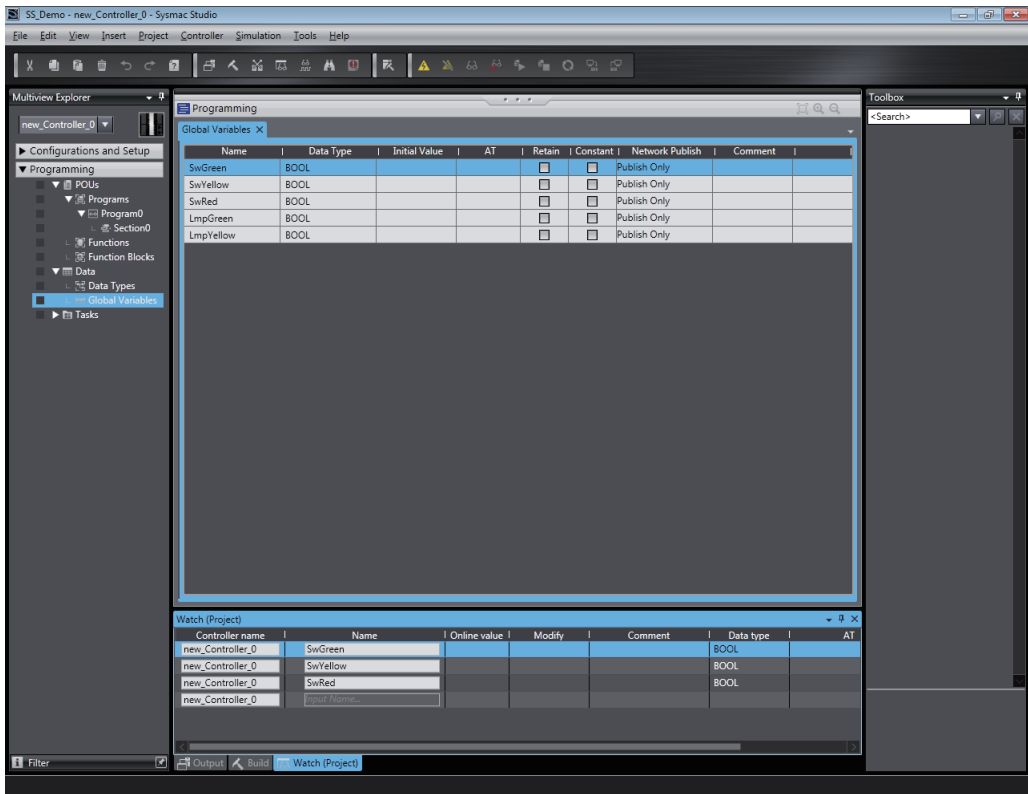 SS_Demo - new_Controller_0 - Sysmac Studio
File Edit View Insert Project Controller Simulation Tools Help
Multiview Explorer
new_Controller_0
Configurations and Setup
Programming
POUs
Programs
Program0
Section0
Functions
Function Blocks
Data
Data Types
Global Variables
Tasks
Filter
Programming
Global Variables
Name Data Type Initial Value AT Retain Constant Network Publish Comment
SwGreen BOOL Publish Only
SwYellow BOOL Publish Only
SwRed BOOL Publish Only
LmpGreen BOOL Publish Only
LmpYellow BOOL Publish Only
Watch (Project)
Controller name Name Online value Modify Comment Data type AT
new_Controller_0 SwGreen BOOL
new_Controller_0 SwYellow BOOL
new_Controller_0 SwRed BOOL
new_Controller_0 Input Name...
Output Build Watch (Project)
Toolbox
<Search>